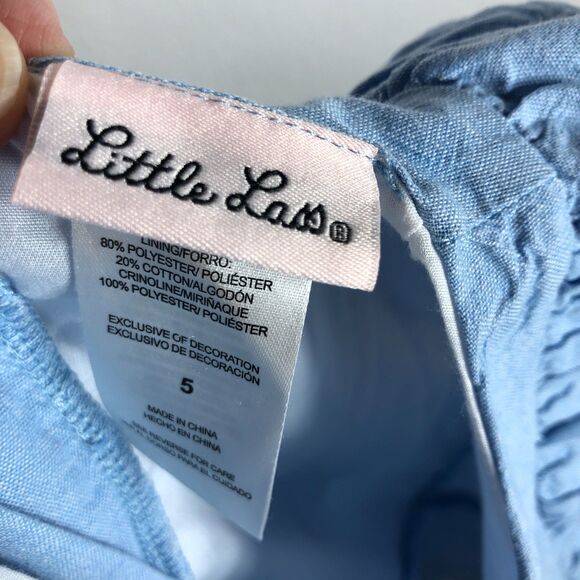 Little Lass®
LINING/FORRO:
80% POLYESTER/ POLIÉSTER
20% COTTON/ALGODÓN
CRINOLINE/MIRIÑAQUE
100% POLYESTER/POLIÉSTER
EXCLUSIVE OF DECORATION
EXCLUSIVO DE DECORACIÓN
5
MADE IN CHINA
HECHO EN CHINA
REVERSE FOR CARE
PARA EL CUIDADO